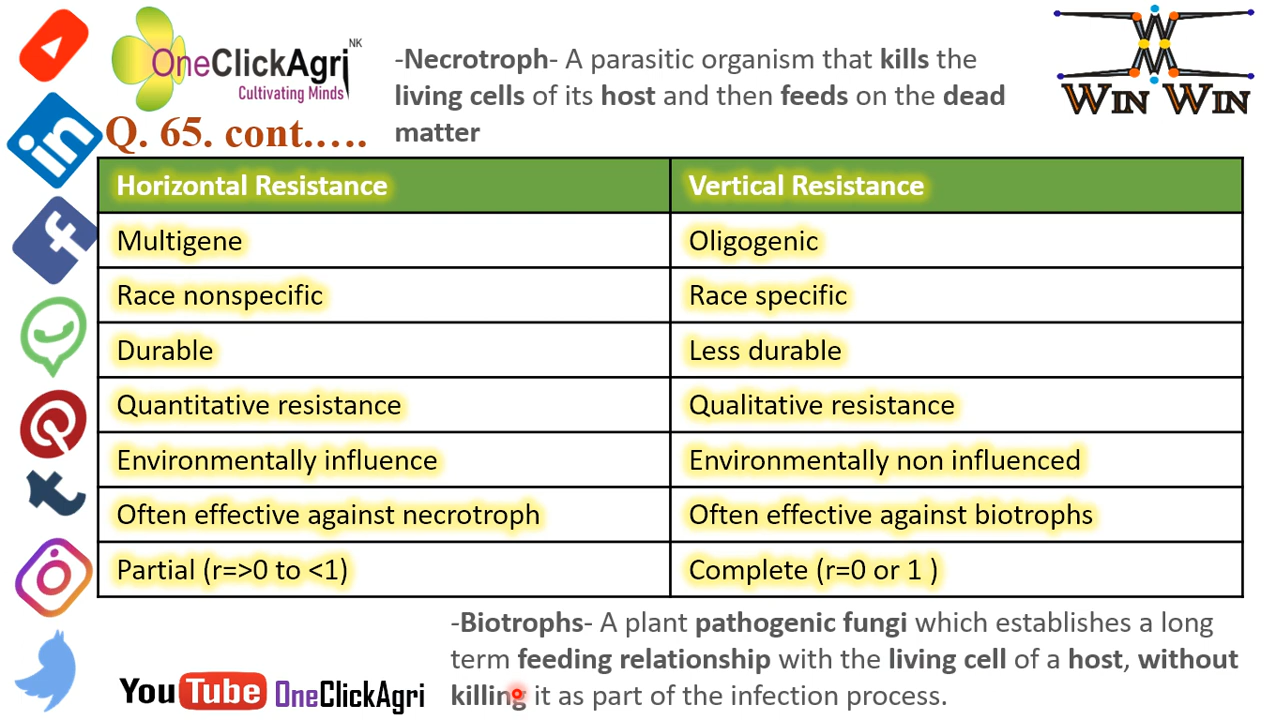 OneClickAgri NK
Cultivating Minds
-Necrotroph- A parasitic organism that kills the
living cells of its host and then feeds on the dead
matter
WIN WIN
Q. 65. cont.....
Horizontal Resistance
Vertical Resistance
Multigene
Oligogenic
Race nonspecific
Race specific
Durable
Less durable
Quantitative resistance
Qualitative resistance
Environmentally influence
Environmentally non influenced
Often effective against necrotroph
Often effective against biotrophs
Partial (r=>0 to <1)
Complete (r=0 or 1 )
-Biotrophs- A plant pathogenic fungi which establishes a long
term feeding relationship with the living cell of a host, without
killing it as part of the infection process.
YouTube OneClickAgri